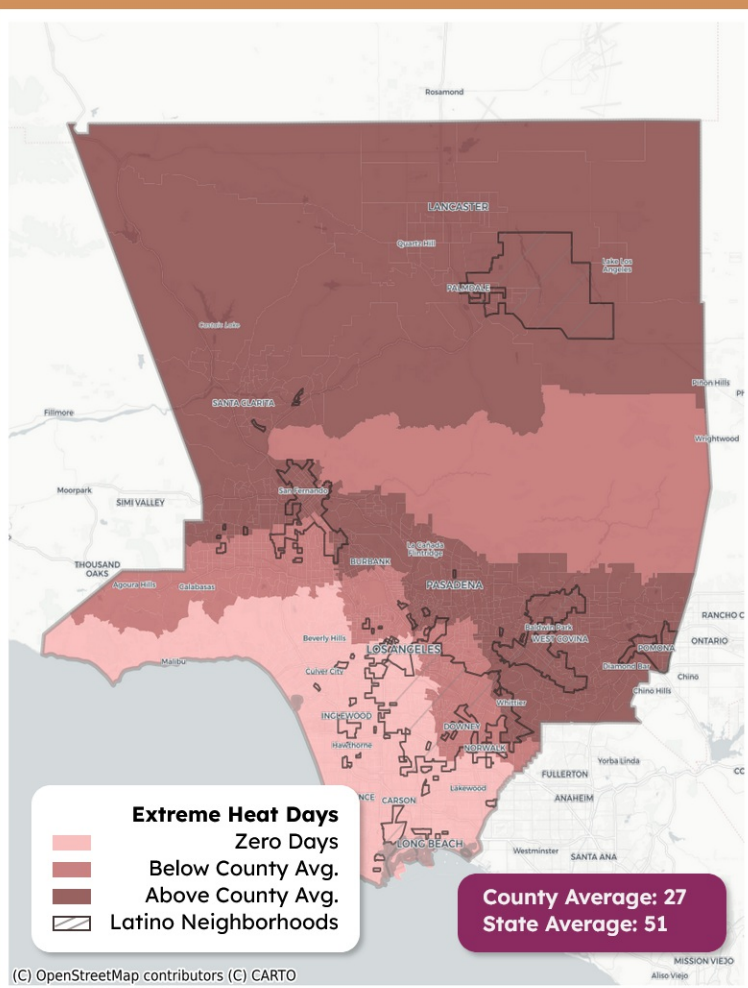 Rosamond
LANCASTER
Quartz Hill
Lake Los
Angeles
PALMDALE
Castaic Lake
Piñon Hills
SANTA CLARITA
Fillmore
Wrightwood
San Fernando
Moorpark
SIMI VALLEY
La Cañada
Flintridge
BURBANK
THOUSAND
OAKS
Agoura Hills
Calabasas
PASADENA
RANCHO C
Baldwin Park
WEST COVINA
Beverly Hills
LOS ANGELES
POMONA
ONTARIO
Malibu
Diamond Bar
Culver City
Chino
Chino Hills
Whittier
INGLEWOOD
DOWNEY
Hawthorne
NORWALK
Yorba Linda
FULLERTON
Lakewood
NCE
CARSON
ANAHEIM
LONG BEACH
Westminster
SANTA ANA
Extreme Heat Days
Zero Days
Below County Avg.
Above County Avg.
Latino Neighborhoods
County Average: 27
State Average: 51
MISSION VIEJO
Aliso Viejo
(C) OpenStreetMap contributors (C) CARTO